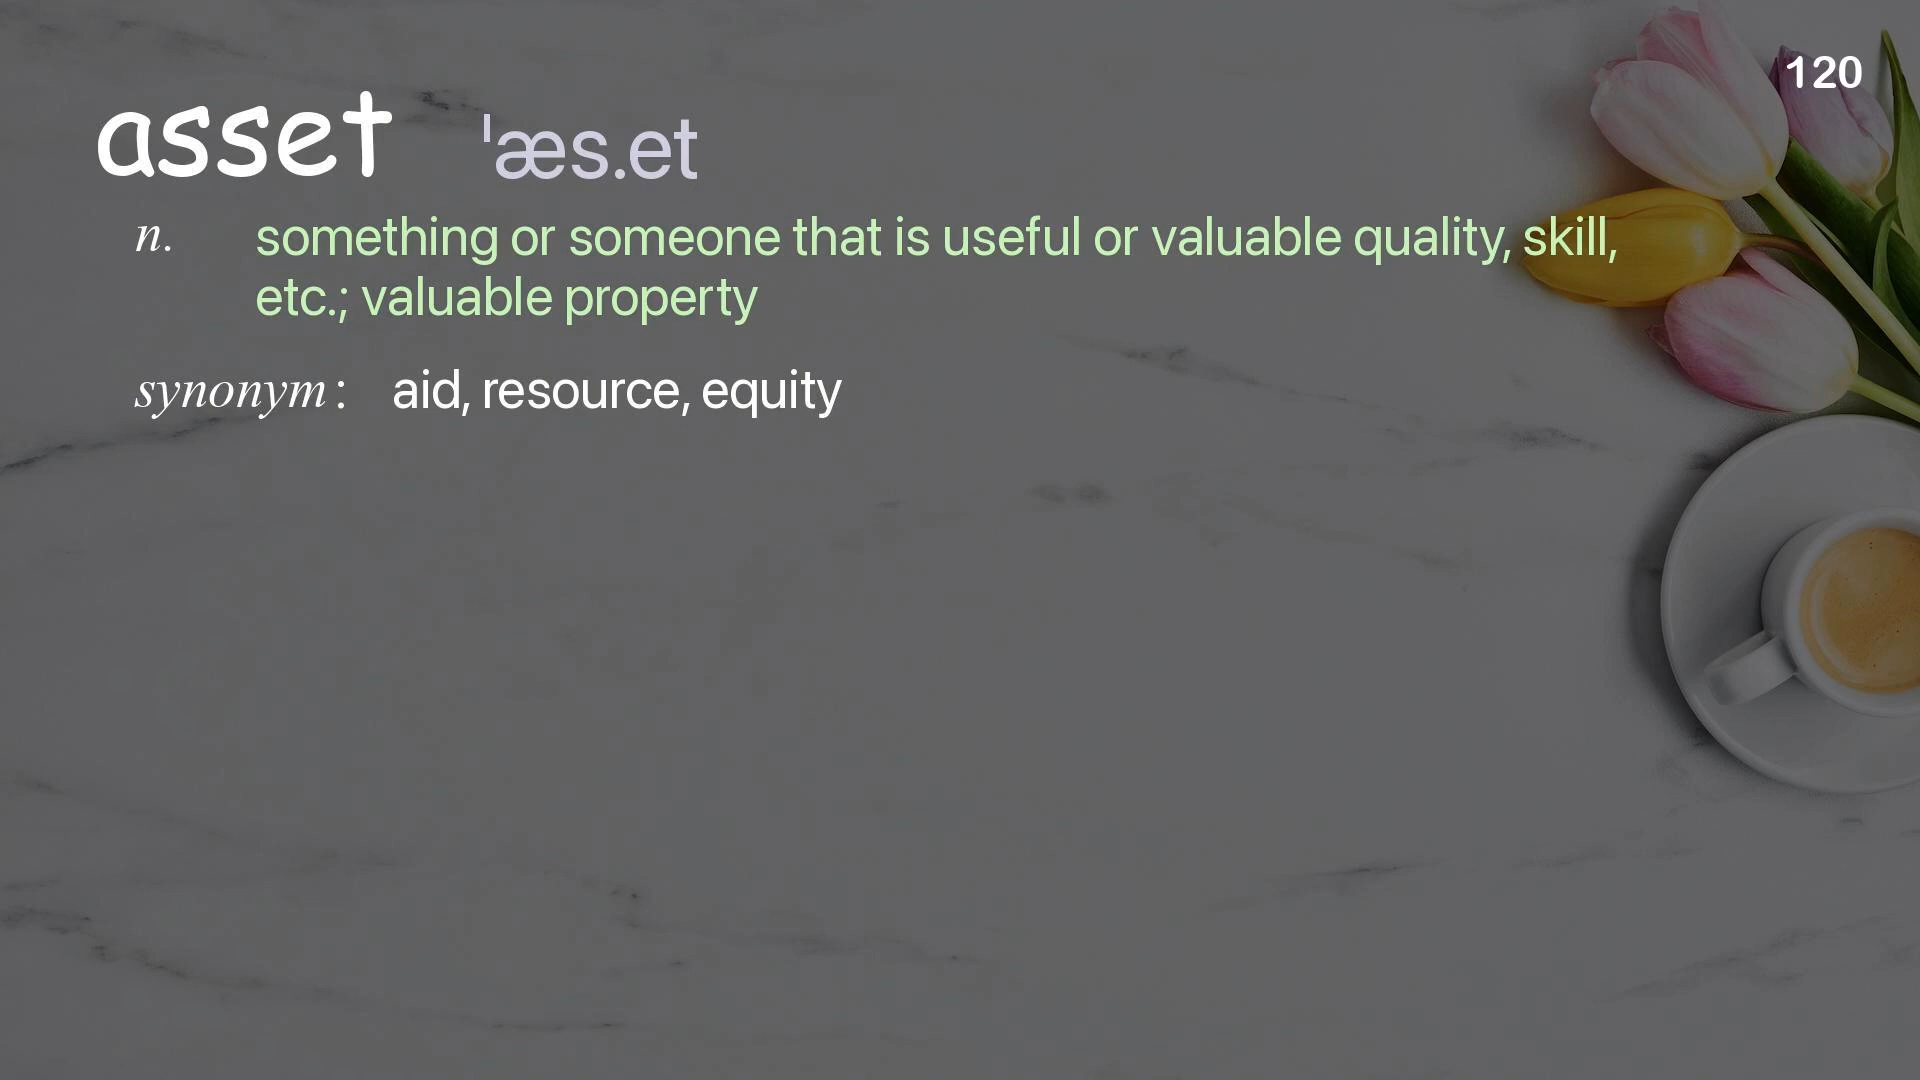 120
asset ˈæs.et
n. something or someone that is useful or valuable quality, skill,
etc.; valuable property
synonym: aid, resource, equity